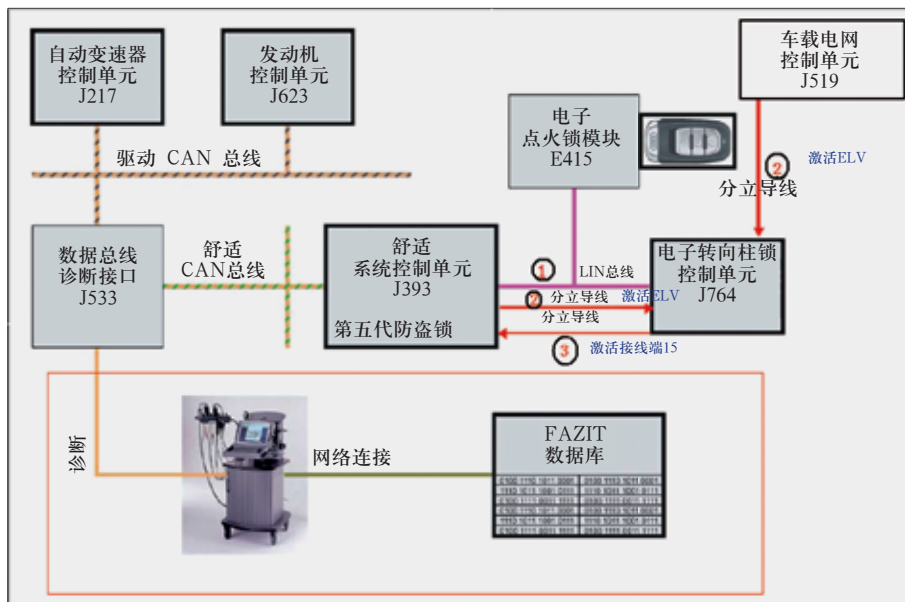 自动变速器
控制单元
J217
发动机
控制单元
J623
车载电网
控制单元
J519
电子
点火锁模块
E415
驱动 CAN 总线
②
激活ELV
分立导线
数据总线
诊断接口
J533
舒适
CAN总线
舒适
系统控制单元
J393
第五代防盗锁
①
LIN总线
② 分立导线 激活ELV
分立导线
③ 激活接线端15
电子转向柱锁
控制单元
J764
诊断
网络连接
FAZIT
数据库